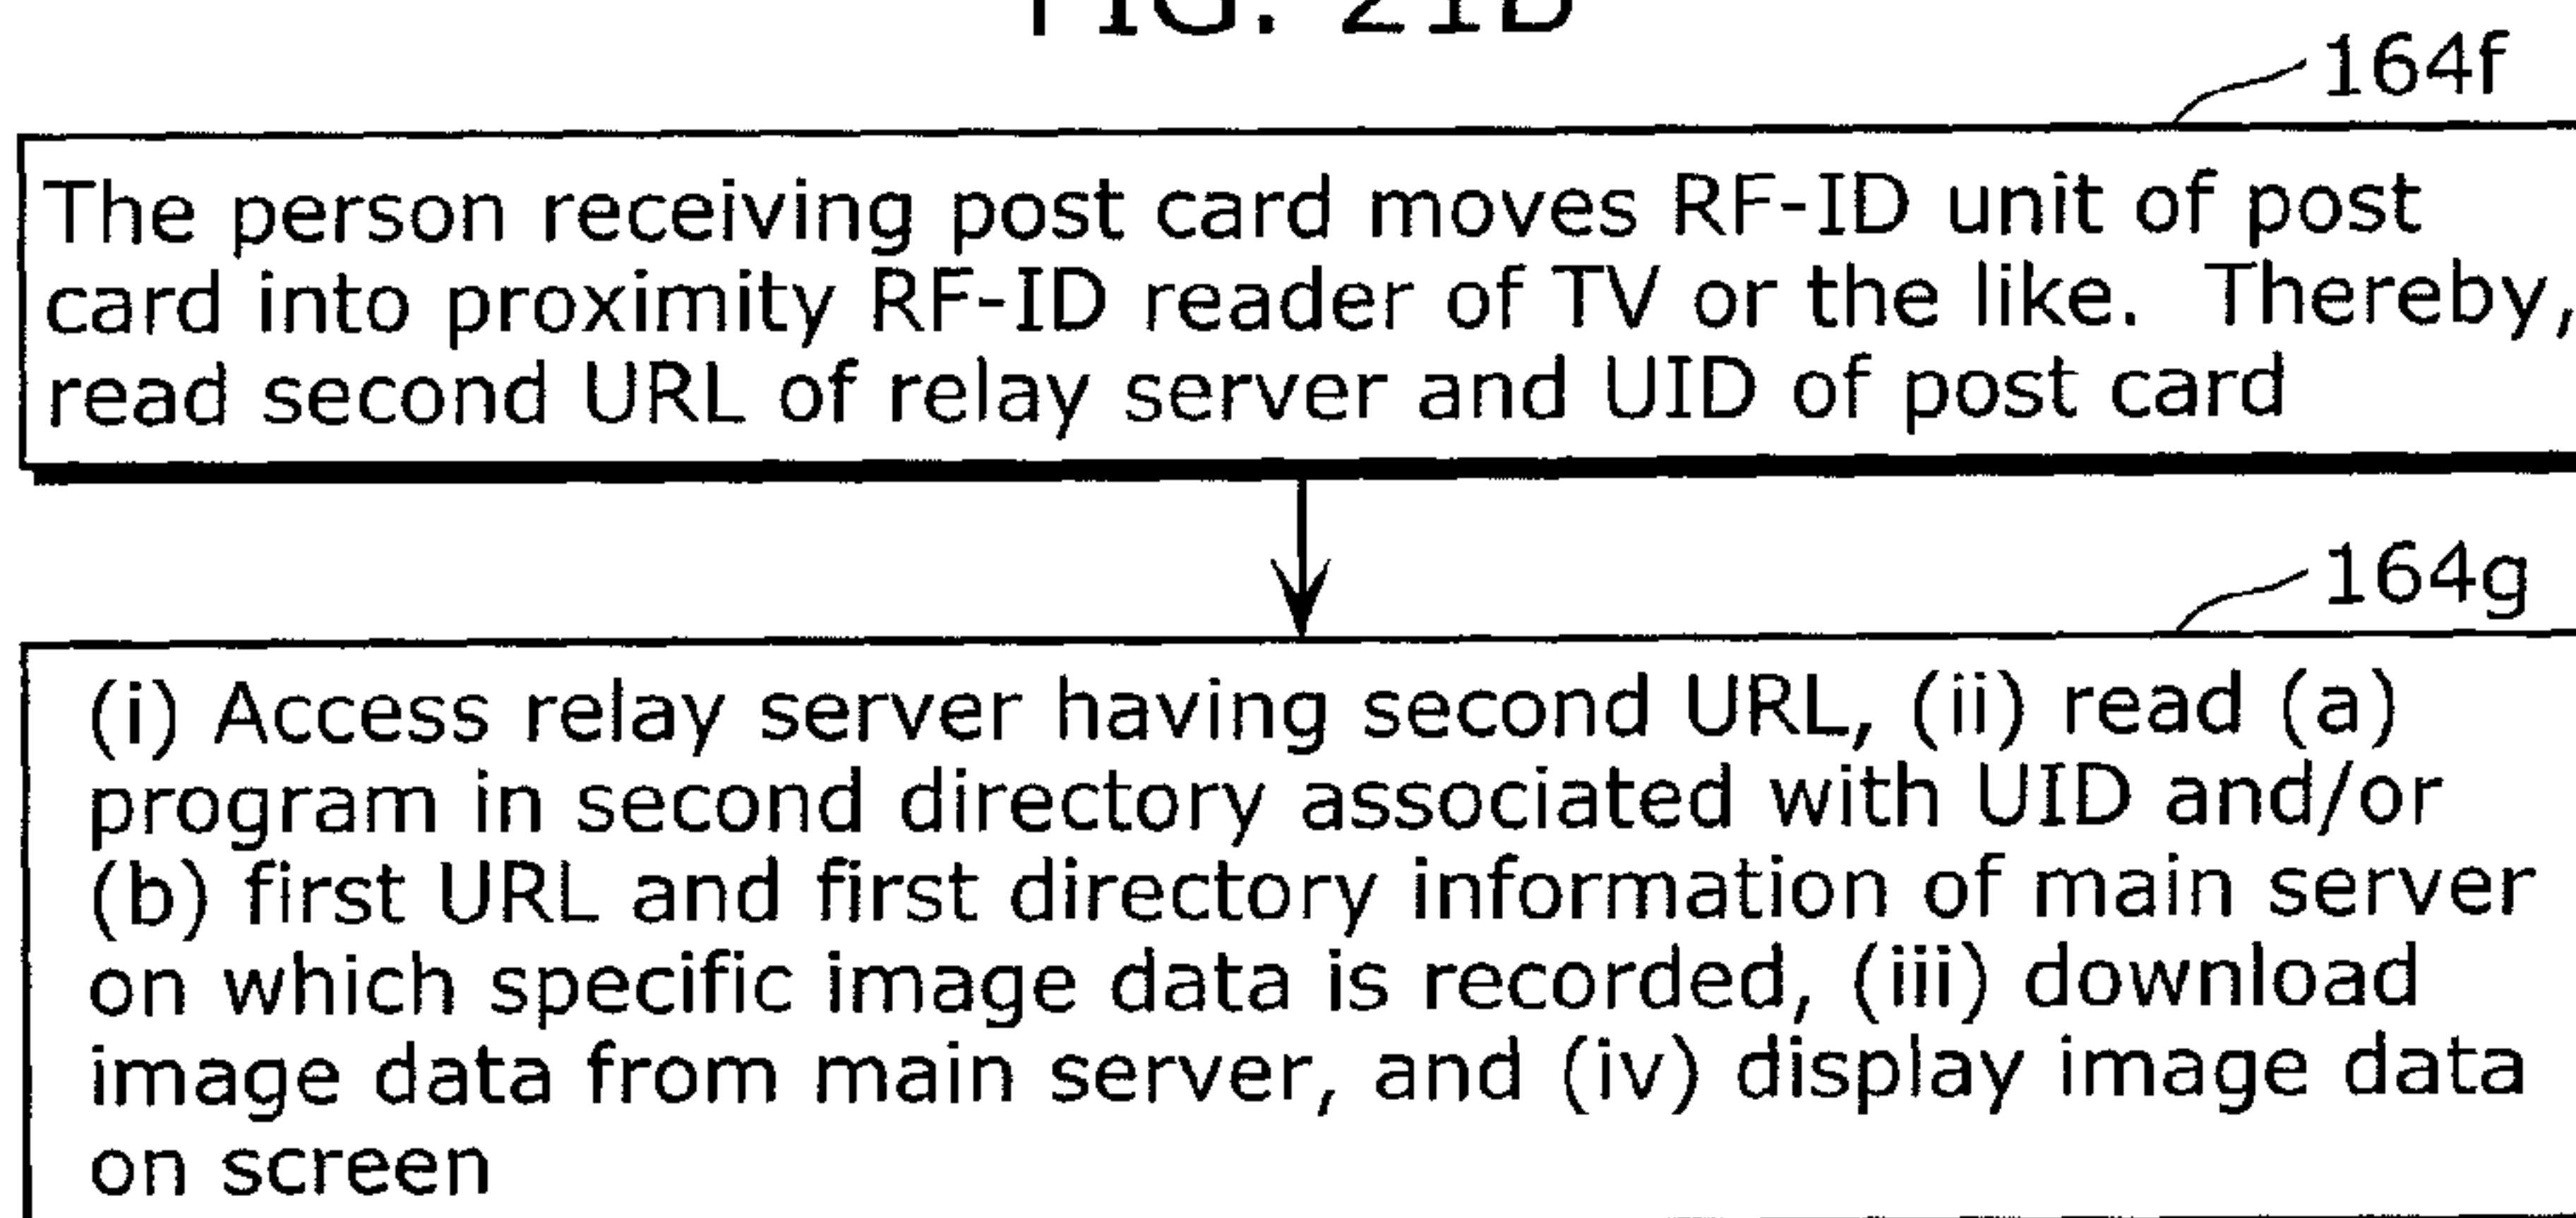 FIG. 21B
164f
The person receiving post card moves RF-ID unit of post
card into proximity RF-ID reader of TV or the like. Thereby,
read second URL of relay server and UID of post card
164g
(i) Access relay server having second URL, (ii) read (a)
program in second directory associated with UID and/or
(b) first URL and first directory information of main server
on which specific image data is recorded, (iii) download
image data from main server, and (iv) display image data
on screen